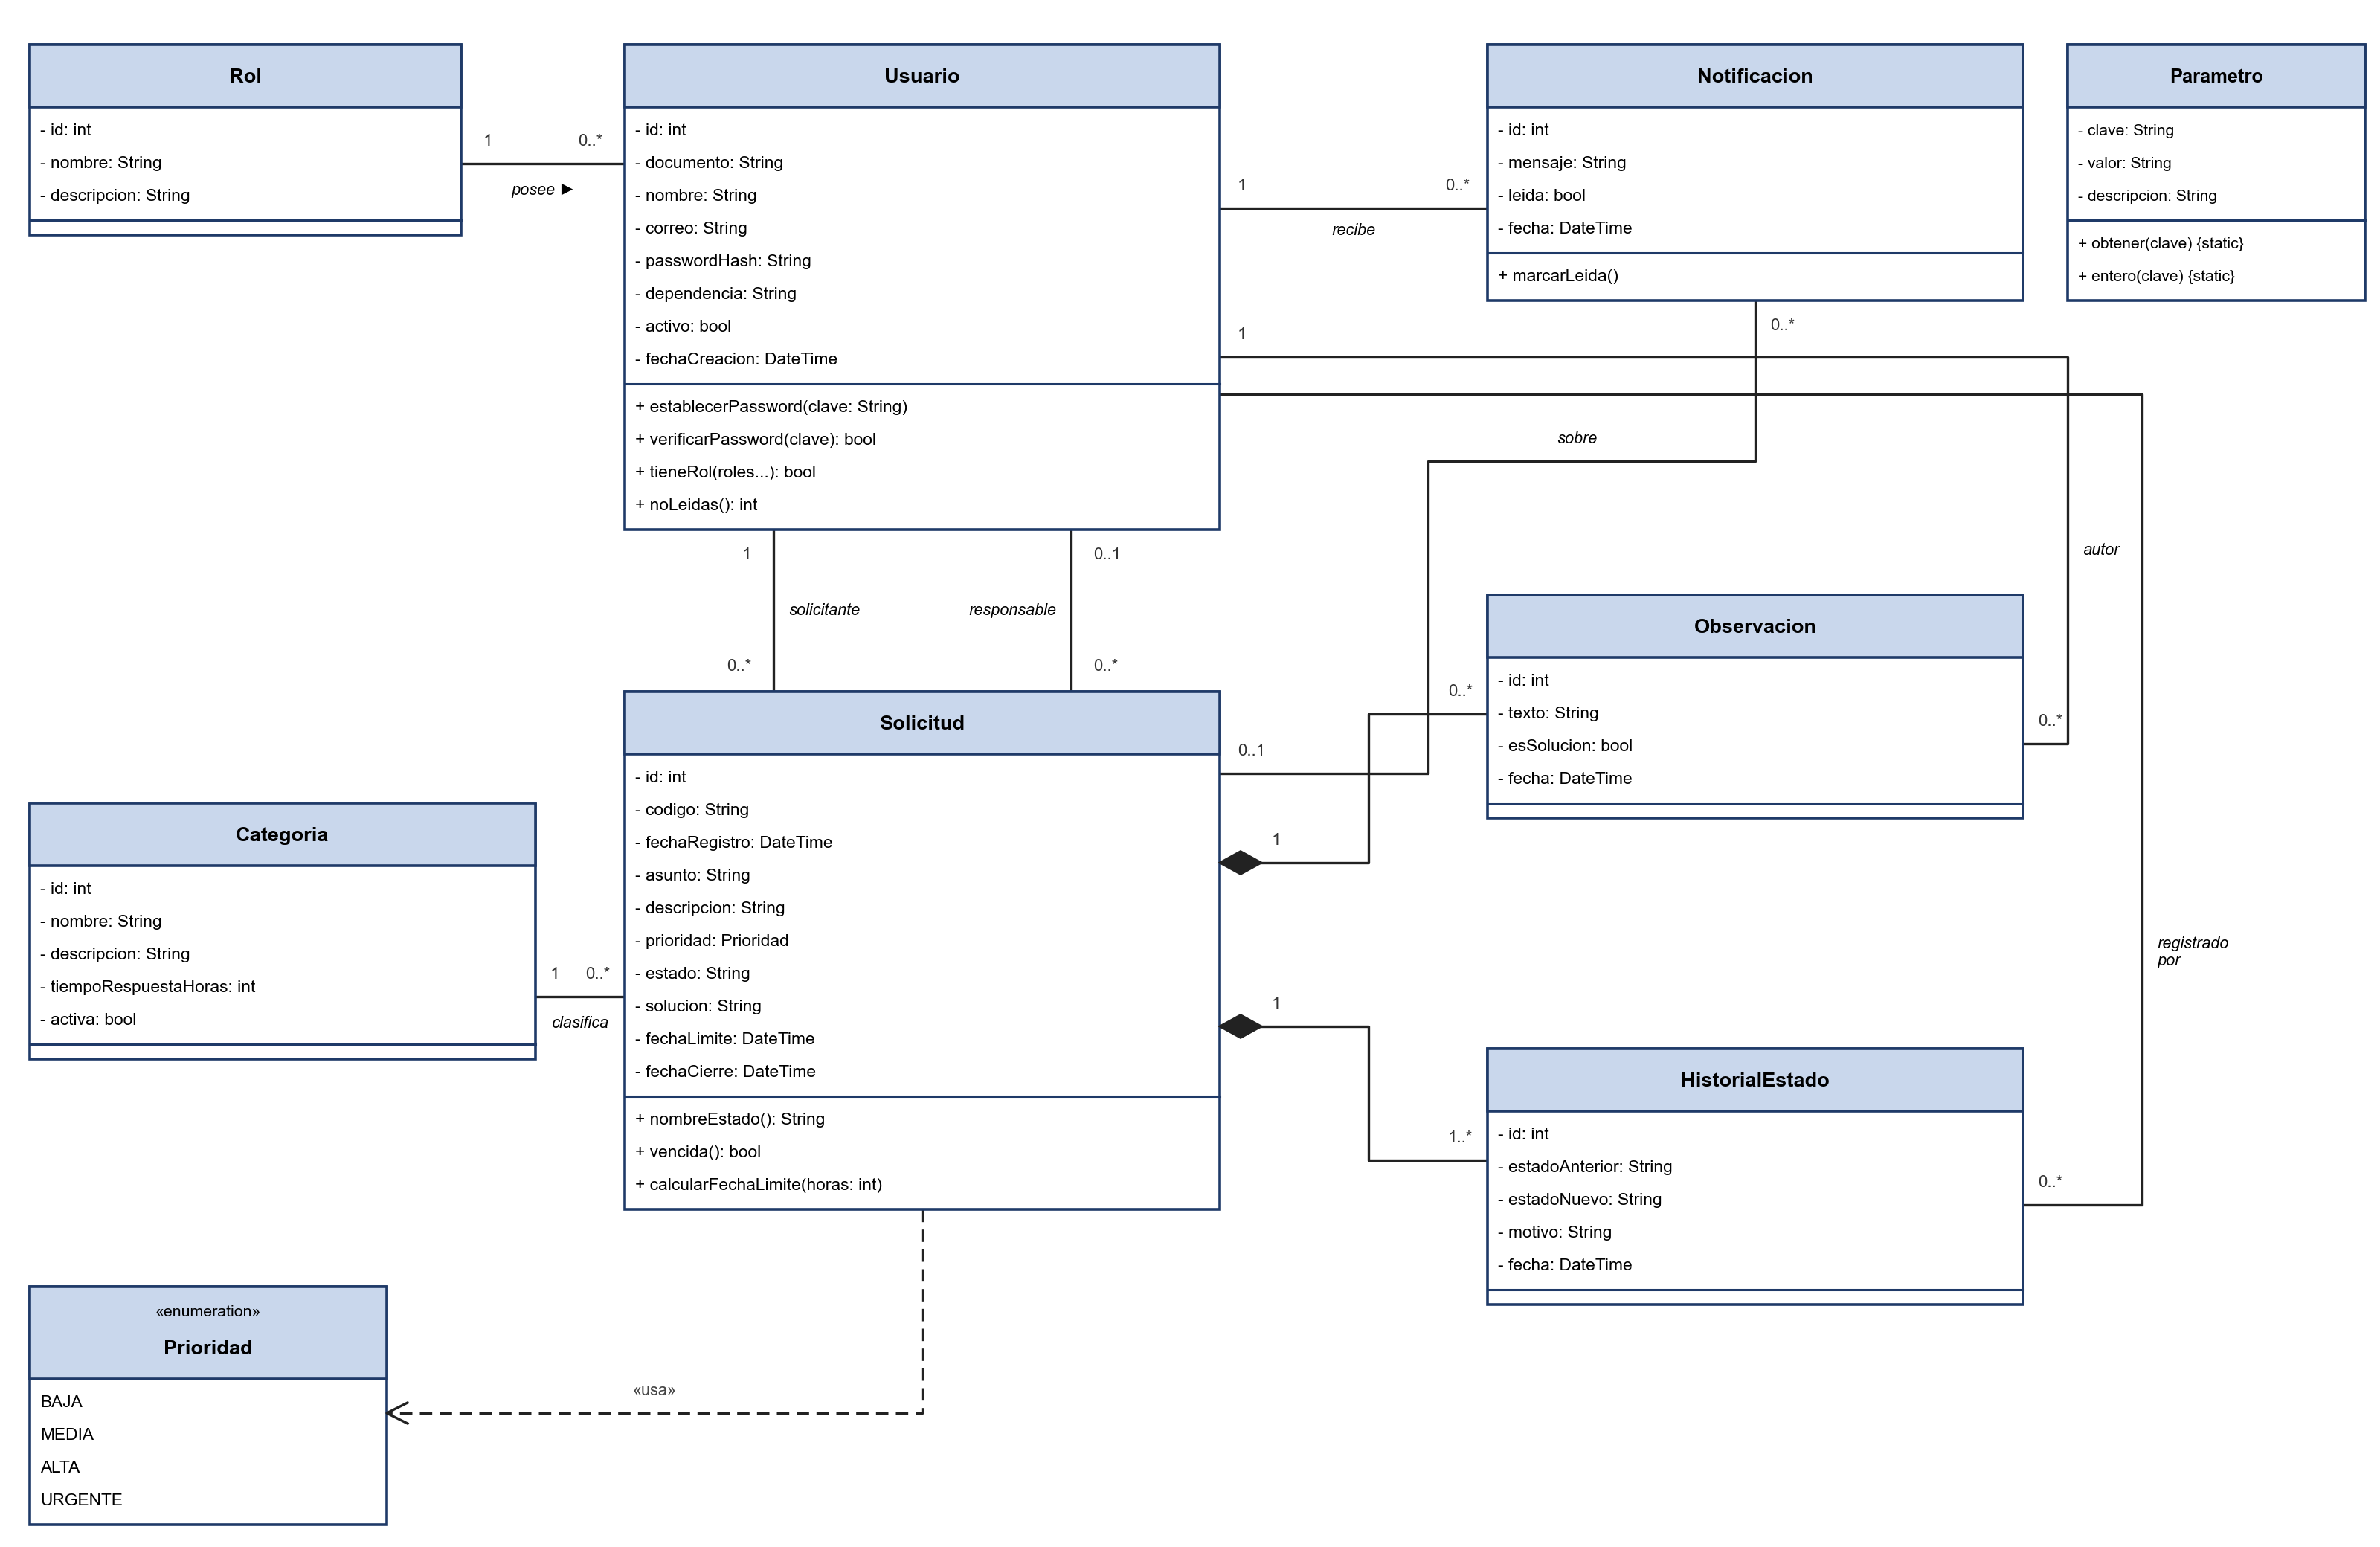 Rol
- id: int
- nombre: String
- descripcion: String
1
0..*
posee ►
Usuario
- id: int
- documento: String
- nombre: String
- correo: String
- passwordHash: String
- dependencia: String
- activo: bool
- fechaCreacion: DateTime
+ establecerPassword(clave: String)
+ verificarPassword(clave): bool
+ tieneRol(roles...): bool
+ noLeidas(): int
1
0..*
recibe
Notificacion
- id: int
- mensaje: String
- leida: bool
- fecha: DateTime
+ marcarLeida()
Parametro
- clave: String
- valor: String
- descripcion: String
+ obtener(clave) {static}
+ entero(clave) {static}
1
0..*
sobre
autor
1
0..1
solicitante
responsable
0..*
0..*
Solicitud
- id: int
- codigo: String
- fechaRegistro: DateTime
- asunto: String
- descripcion: String
- prioridad: Prioridad
- estado: String
- solucion: String
- fechaLimite: DateTime
- fechaCierre: DateTime
+ nombreEstado(): String
+ vencida(): bool
+ calcularFechaLimite(horas: int)
0..1
0..*
1
Observacion
- id: int
- texto: String
- esSolucion: bool
- fecha: DateTime
0..*
Categoria
- id: int
- nombre: String
- descripcion: String
- tiempoRespuestaHoras: int
- activa: bool
1
0..*
clasifica
1
1..*
registrado
por
HistorialEstado
- id: int
- estadoAnterior: String
- estadoNuevo: String
- motivo: String
- fecha: DateTime
0..*
«enumeration»
Prioridad
BAJA
MEDIA
ALTA
URGENTE
«usa»